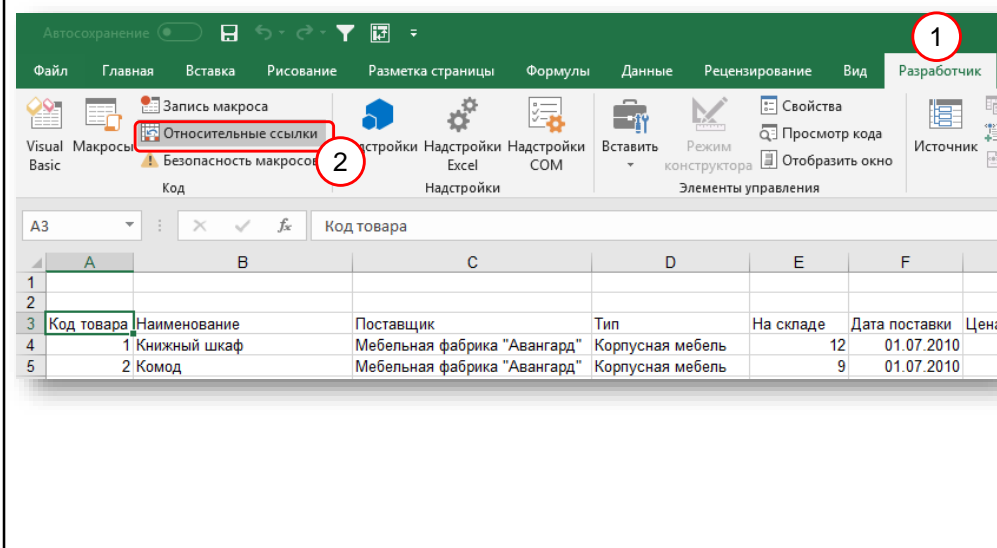 Автосохранение
1
Файл Главная Вставка Рисование Разметка страницы Формулы Данные Рецензирование Вид Разработчик
Visual Basic
Макросы
Запись макроса
Относительные ссылки
2
Безопасность макросов
Код
Надстройки Excel
Надстройки COM
Надстройки
Вставить
Режим конструктора
Свойства
Просмотр кода
Отобразить окно
Элементы управления
Источник
A3 fx Код товара
A B C D E F
1
2
3 Код товара Наименование Поставщик Тип На складе Дата поставки Цена
4 1 Книжный шкаф Мебельная фабрика "Авангард" Корпусная мебель 12 01.07.2010
5 2 Комод Мебельная фабрика "Авангард" Корпусная мебель 9 01.07.2010